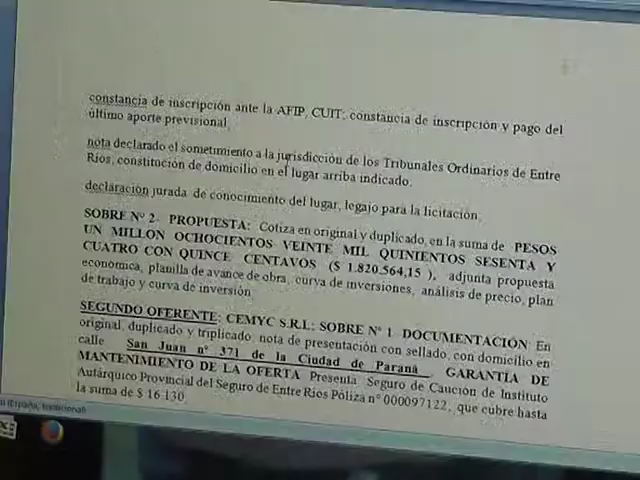 constancia de inscripción ante la AFIP, CUIT; constancia de inscripción y pago del
último aporte previsional,
nota declarado el sometimiento a la jurisdicción de los Tribunales Ordinarios de Entre
Ríos, constitución de domicilio en el lugar arriba indicado.
declaración jurada de conocimiento del lugar, legajo para la licitación
SOBRE Nº 2- PROPUESTA: Cotiza en original y duplicado, en la suma de PESOS
UN MILLON OCHOCIENTOS VEINTE MIL QUINIENTOS SESENTA Y
CUATRO CON QUINCE CENTAVOS ($ 1.820.564,15 ), adjunta propuesta
económica, planilla de avance de obra, curva de inversiones, análisis de precio, plan
de trabajo y curva de inversión
SEGUNDO OFERENTE: CEMYC S.R.L; SOBRE Nº 1 DOCUMENTACIÓN: En
original, duplicado y triplicado, nota de presentación con sellado, con domicilio en
calle San Juan nº 371 de la Ciudad de Paraná GARANTÍA DE
MANTENIMIENTO DE LA OFERTA Presenta Seguro de Caución de Instituto
Autárquico Provincial del Seguro de Entre Ríos Póliza nº 000097122, que cubre hasta
la suma de $ 16.130
(España, tradicional)